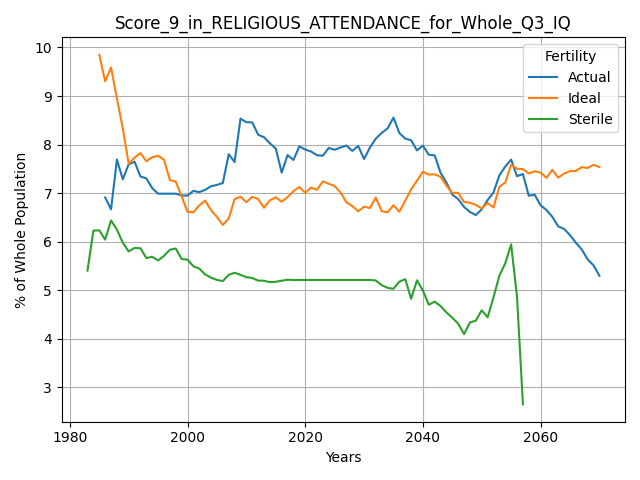 Score_9_in_RELIGIOUS_ATTENDANCE_for_Whole_Q3_IQ
Fertility
Actual
Ideal
Sterile
% of Whole Population
10
9
8
7
6
5
4
3
1980
2000
2020
2040
2060
Years